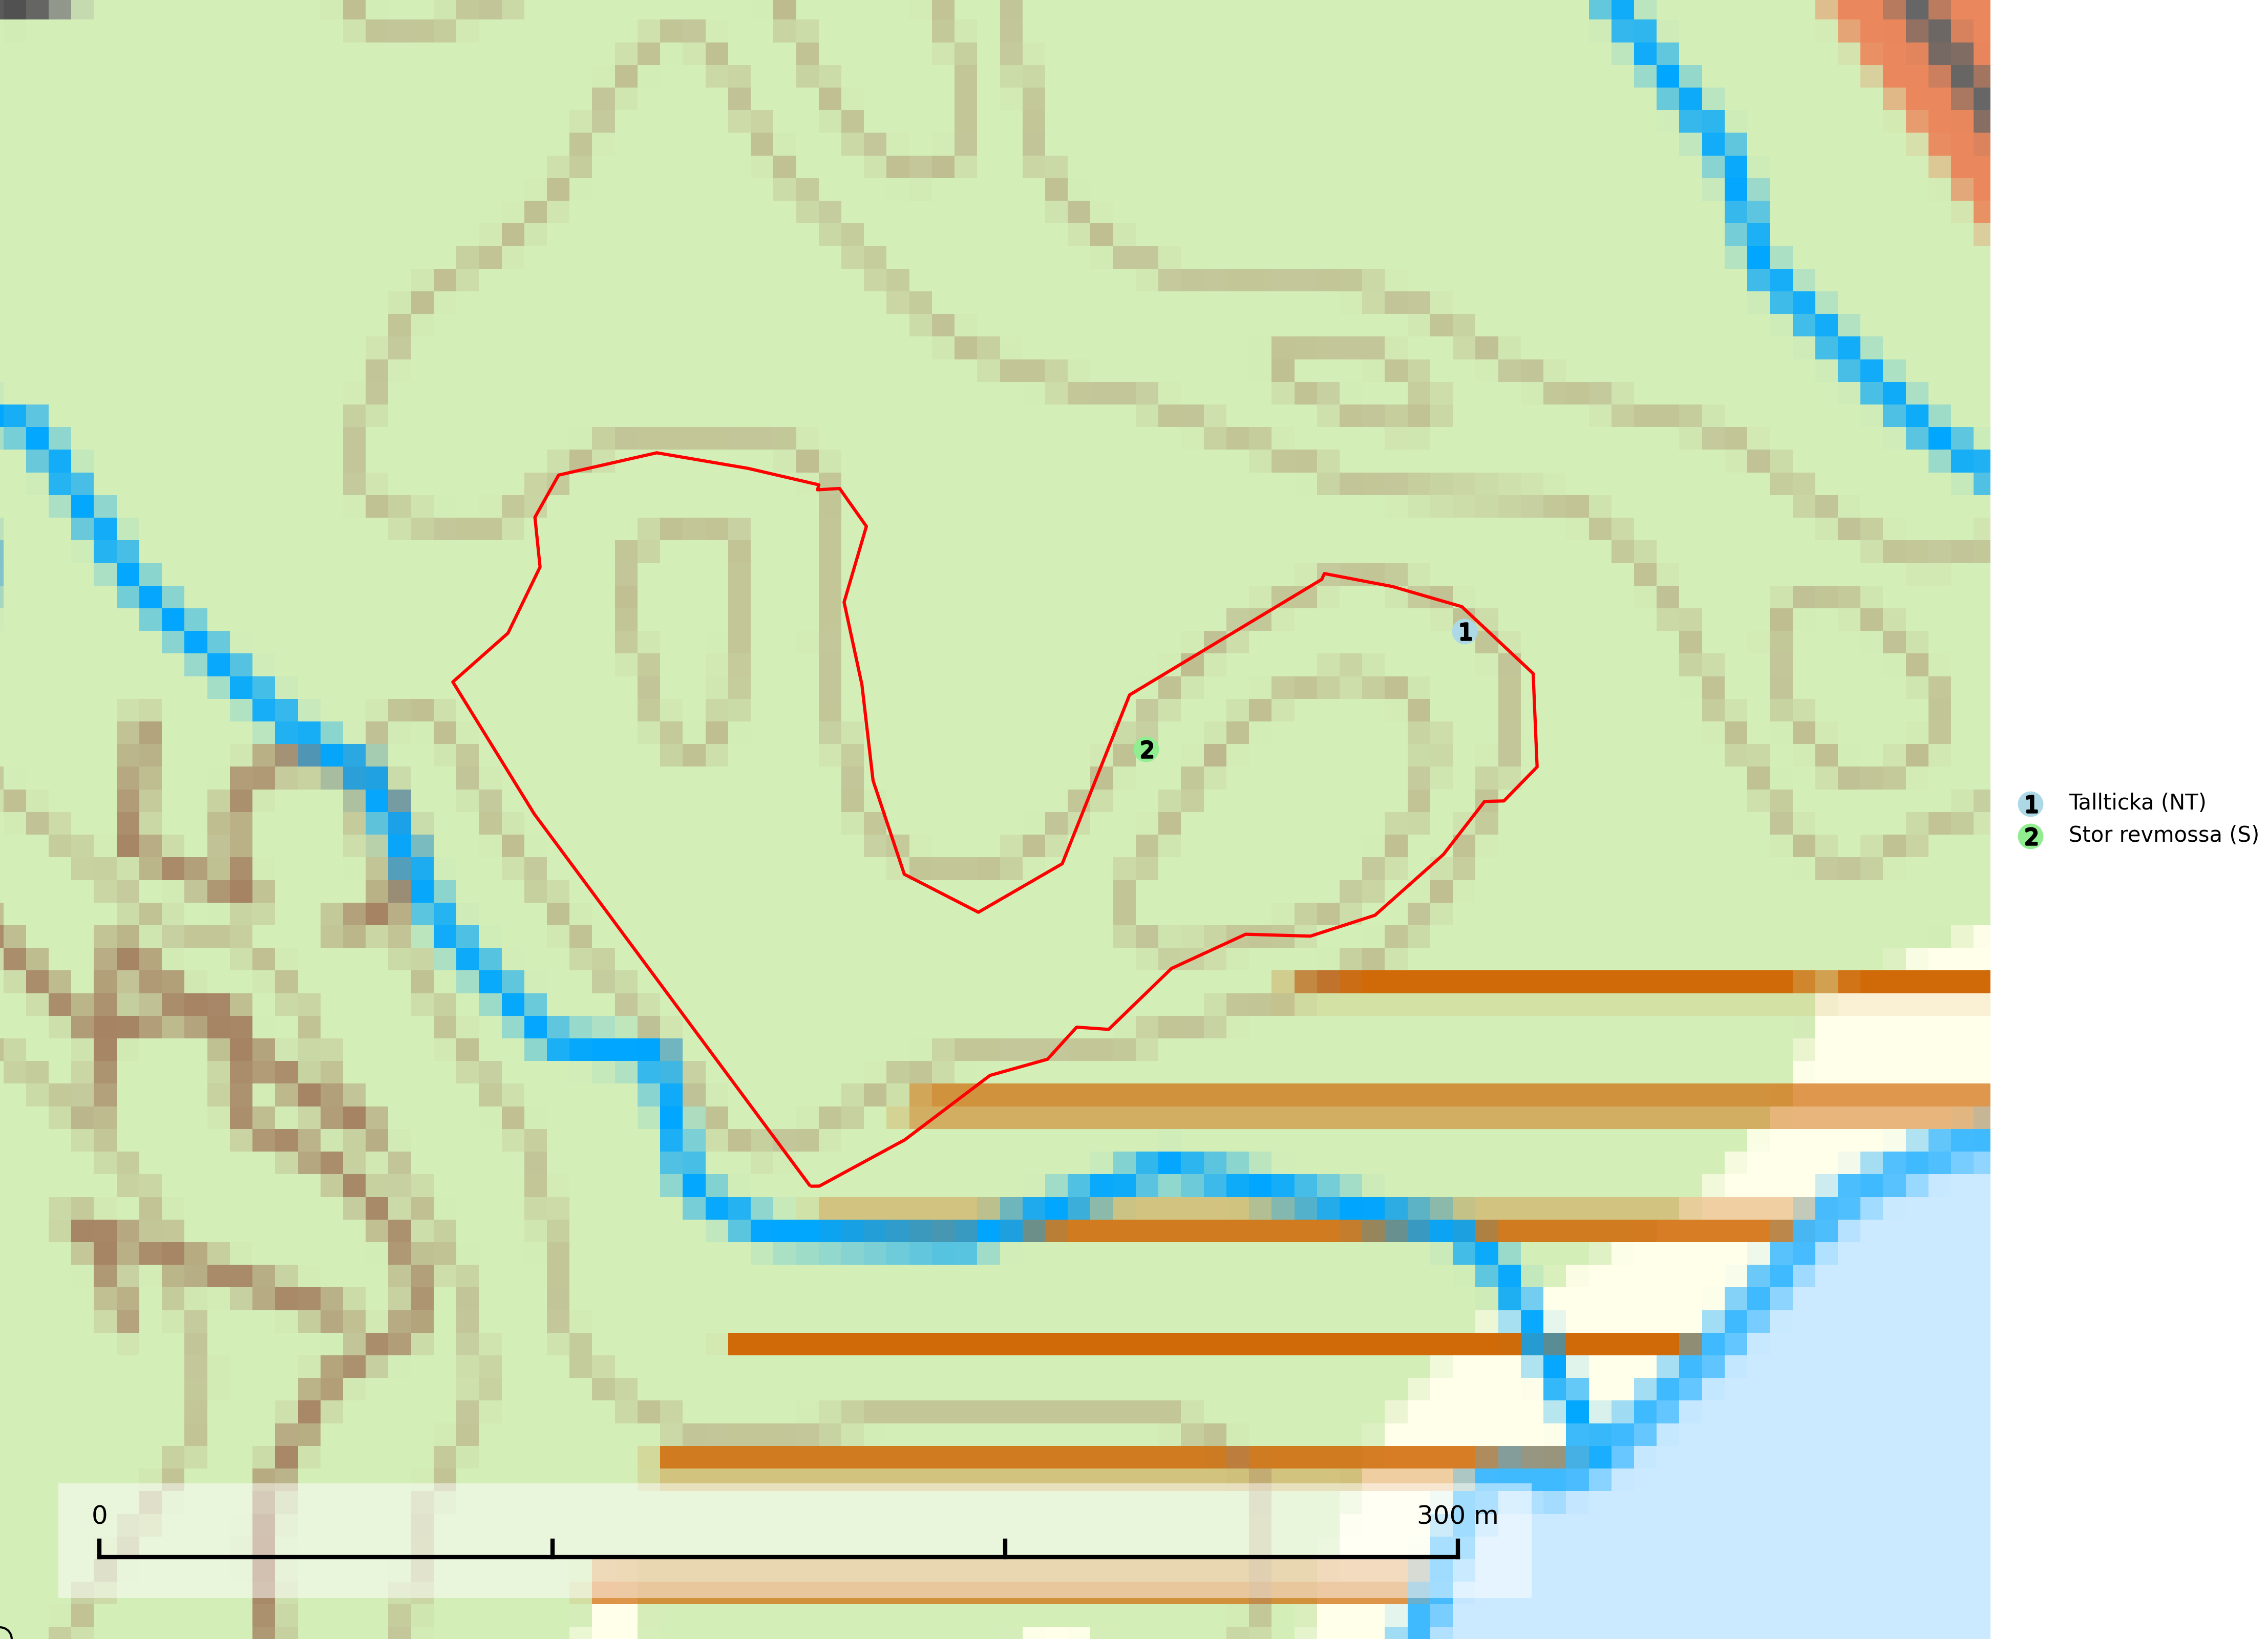 1
2
1 Tallticka (NT)
2 Stor revmossa (S)
0 300 m